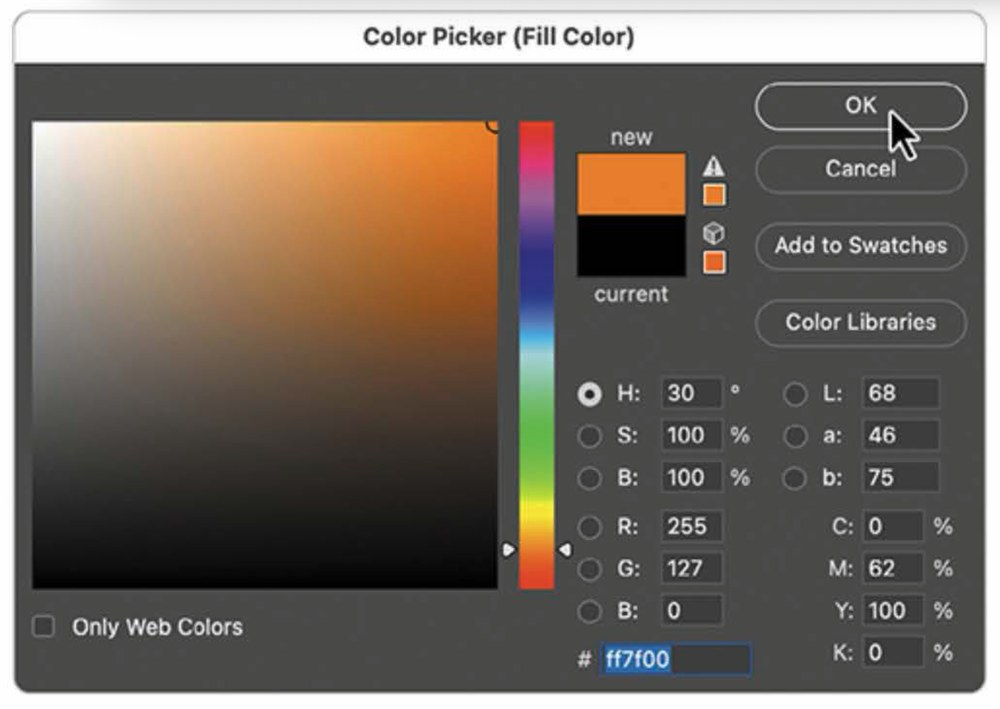 Color Picker (Fill Color)
OK
new
Cancel
Add to Swatches
current
Color Libraries
H: 30 °
L: 68
S: 100 %
a: 46
B: 100 %
b: 75
R: 255
C: 0 %
G: 127
M: 62 %
B: 0
Y: 100 %
Only Web Colors
# ff7f00
K: 0 %